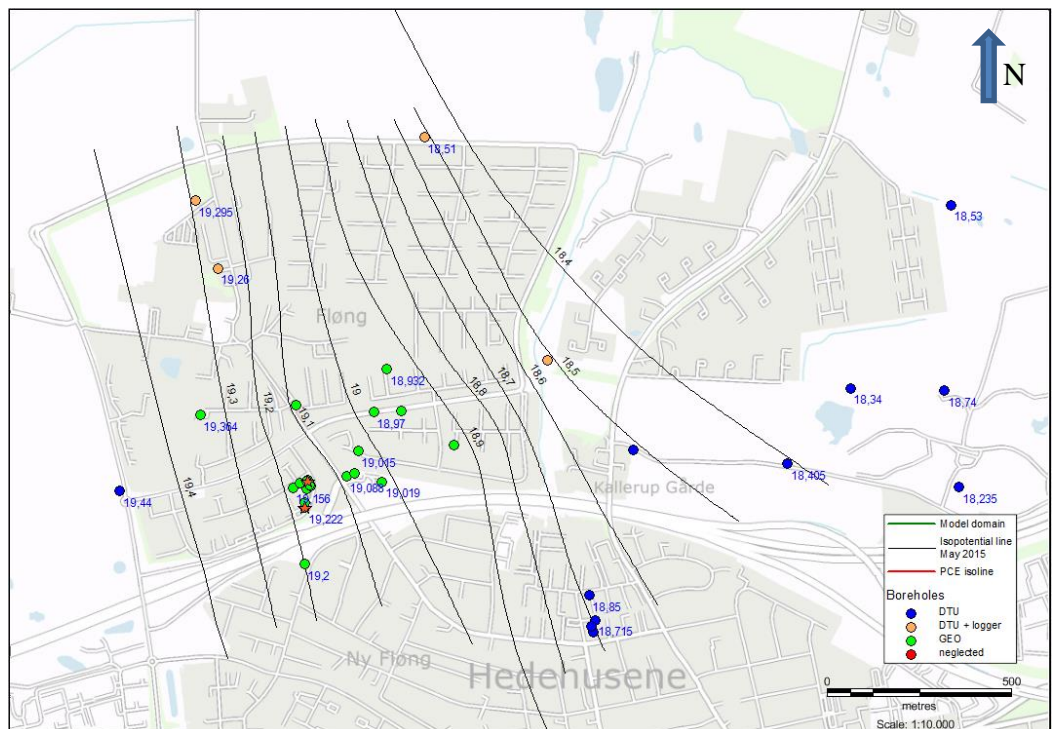 N
18,51
19,295
18,53
19,26
18,4
Fløng
18,5
18,6
18,7
18,8
18,932
19,3
19,2
19
18,34
18,74
19,364
19,1
18,97
18,9
19,015
18,405
19,4
19,44
19,088
19,019
Kallerup Gårde
18,235
156
19,222
19,2
18,85
18,715
Ny Fløng
Hedehusene
Model domain
Isopotential line
May 2015
PCE isoline
Boreholes
DTU
DTU + logger
GEO
neglected
0
500
metres
Scale: 1:10.000